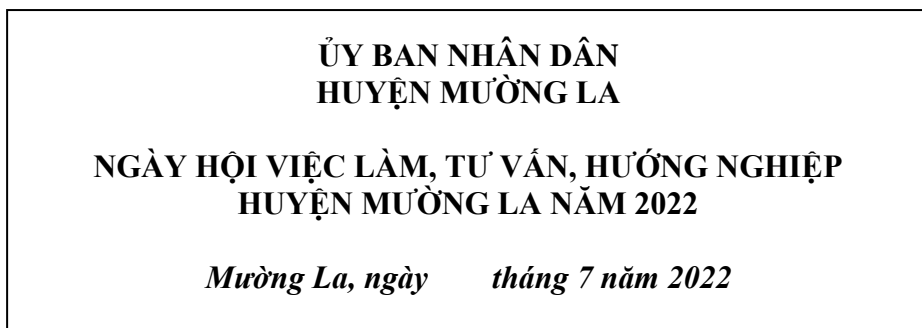 ỦY BAN NHÂN DÂN
HUYỆN MƯỜNG LA
NGÀY HỘI VIỆC LÀM, TƯ VẤN, HƯỚNG NGHIỆP
HUYỆN MƯỜNG LA NĂM 2022
Mường La, ngày tháng 7 năm 2022